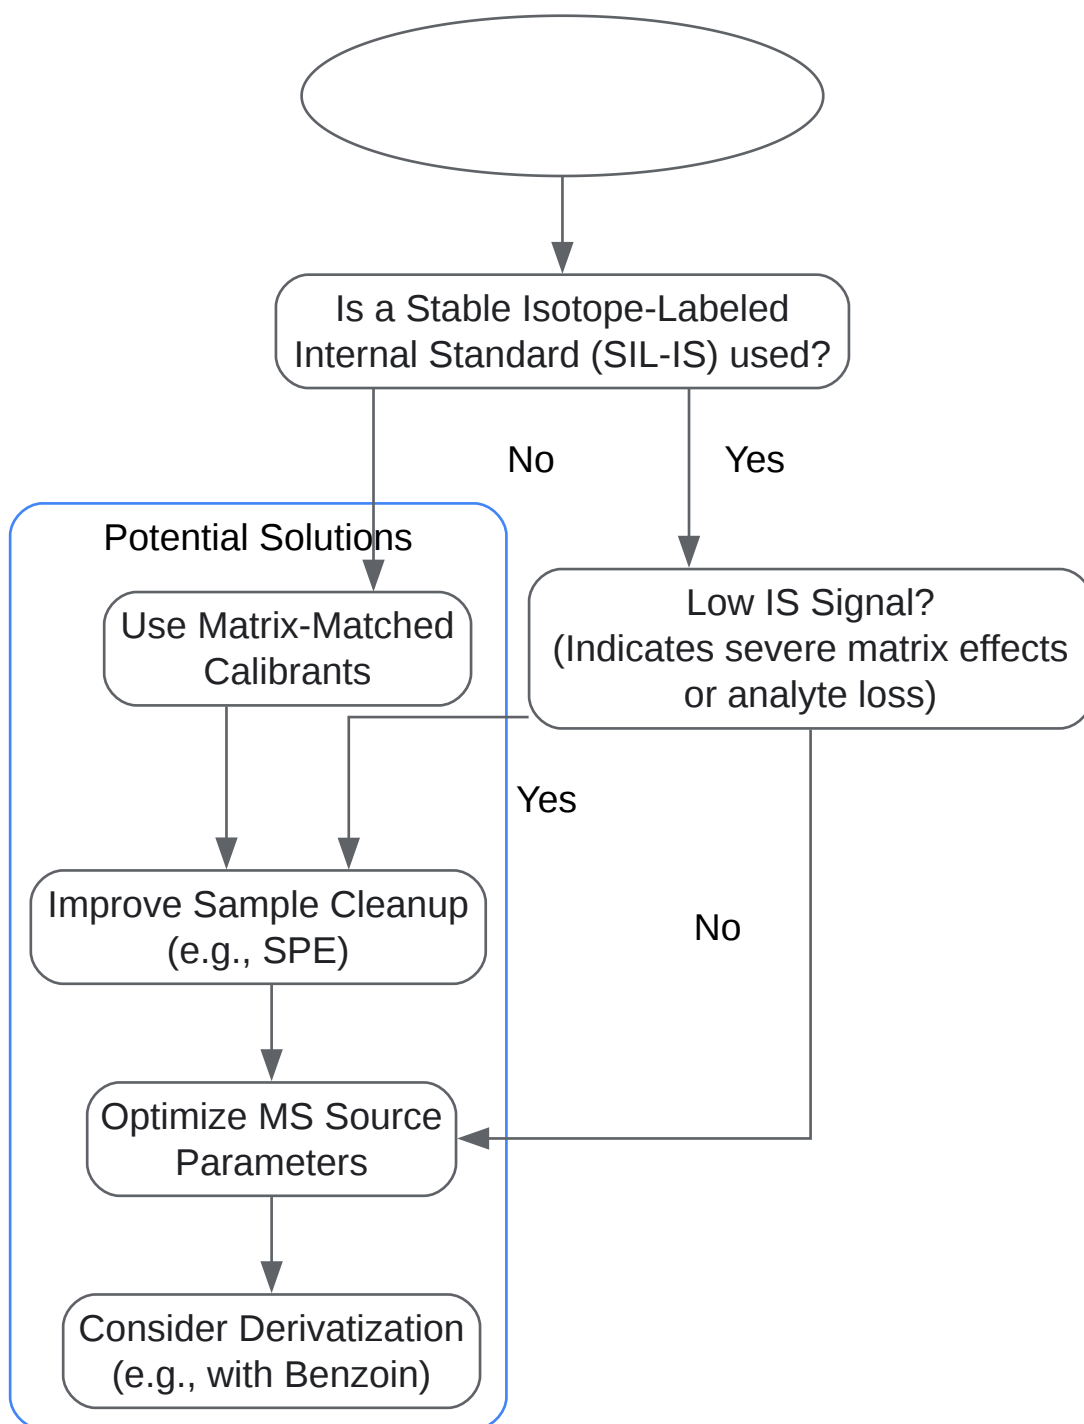 Is a Stable Isotope-Labeled
Internal Standard (SIL-IS) used?
No
Yes
Potential Solutions
Use Matrix-Matched
Calibrants
Low IS Signal?
(Indicates severe matrix effects
or analyte loss)
Yes
Improve Sample Cleanup
(e.g., SPE)
No
Optimize MS Source
Parameters
Consider Derivatization
(e.g., with Benzoin)